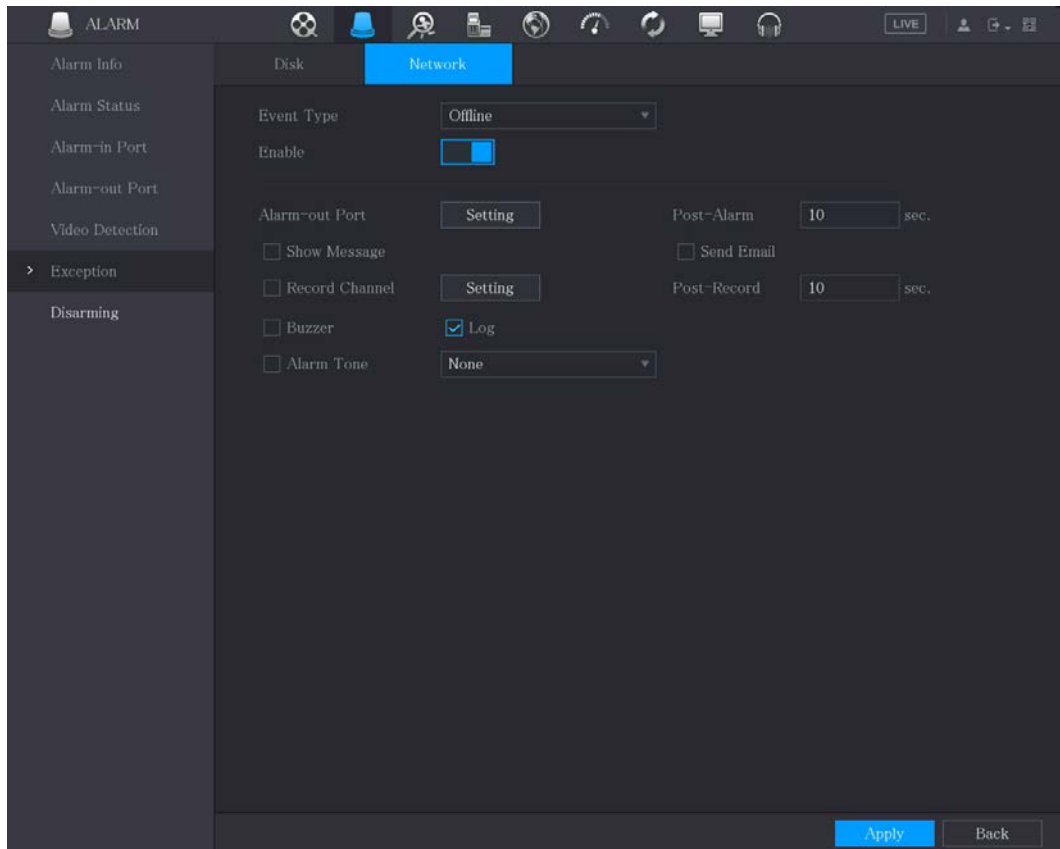 ALARM
LIVE
Alarm Info
Disk
Network
Alarm Status
Event Type
Offline
Alarm-in Port
Enable
Alarm-out Port
Alarm-out Port
Setting
Post-Alarm
10
sec.
Video Detection
Show Message
Send Email
Exception
Record Channel
Setting
Post-Record
10
sec.
Disarming
Buzzer
Log
Alarm Tone
None
Apply
Back